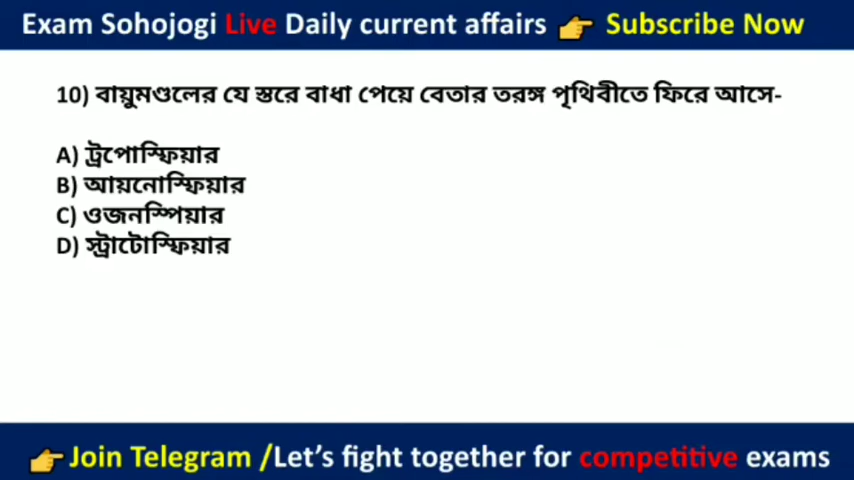 Exam Sohojogi Live Daily current affairs 👉 Subscribe Now
10) বায়ুমণ্ডলের যে স্তরে বাধা পেয়ে বেতার তরঙ্গ পৃথিবীতে ফিরে আসে-
A) ট্রপোস্ফিয়ার
B) আয়নোস্ফিয়ার
C) ওজনস্পিয়ার
D) স্ট্রাটোস্ফিয়ার
👉Join Telegram /Let’s fight together for competitive exams